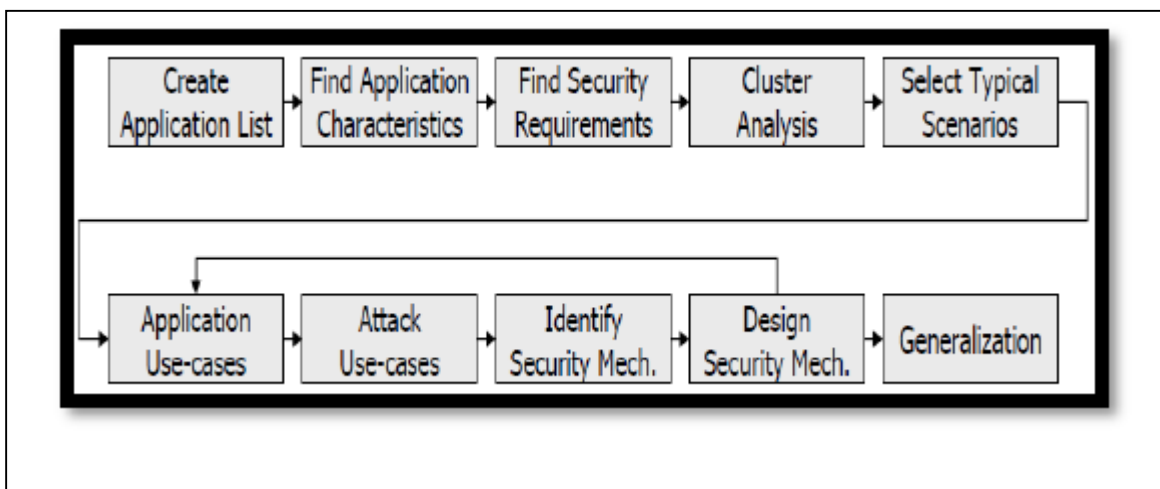 Create
Application List
Find Application
Characteristics
Find Security
Requirements
Cluster
Analysis
Select Typical
Scenarios
Application
Use-cases
Attack
Use-cases
Identify
Security Mech.
Design
Security Mech.
Generalization